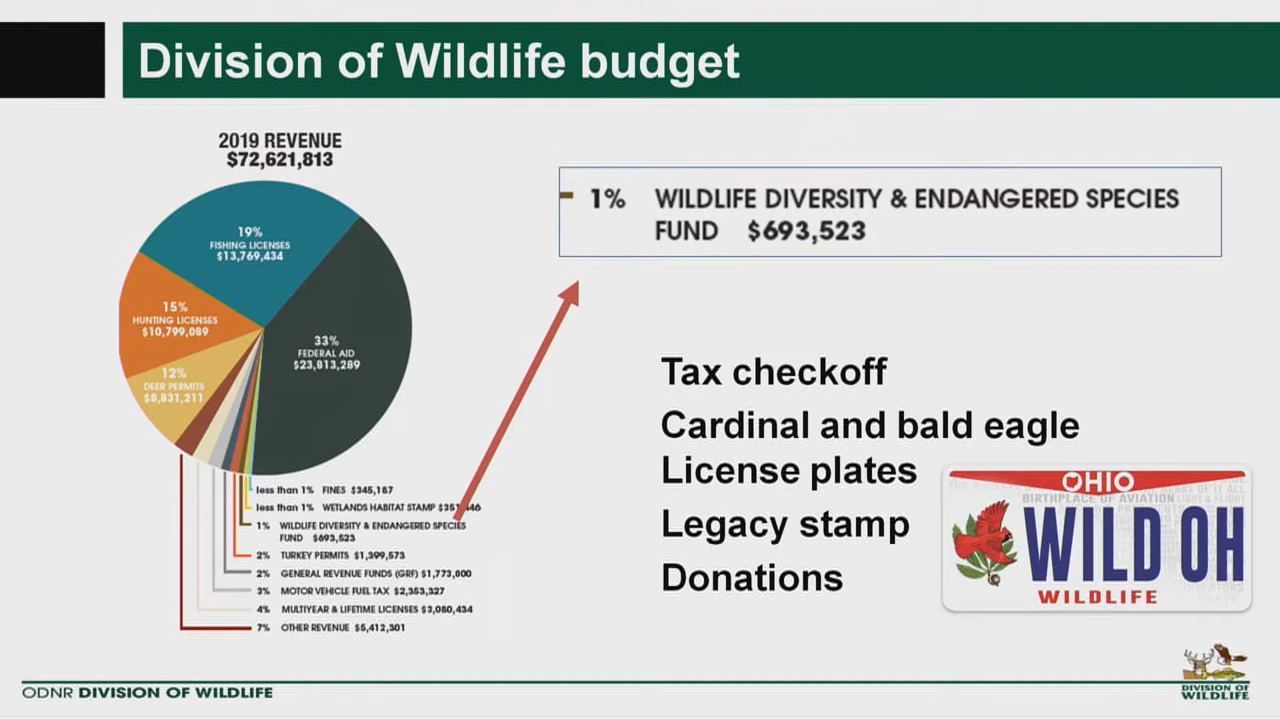 Division of Wildlife budget
2019 REVENUE
$72,621,813
19%
FISHING LICENSES
$13,769,434
15%
HUNTING LICENSES
$10,799,089
12%
DEER PERMITS
$8,831,211
33%
FEDERAL AID
$23,813,289
less than 1% FINES $345,187
less than 1% WETLANDS HABITAT STAMP
1% WILDLIFE DIVERSITY & ENDANGERED SPECIES
FUND $693,523
2% TURKEY PERMITS $1,399,573
2% GENERAL REVENUE FUNDS (GRF) $1,773,000
3% MOTOR VEHICLE FUEL TAX $2,353,327
4% MULTIYEAR & LIFETIME LICENSES $3,080,434
7% OTHER REVENUE $5,412,301
1% WILDLIFE DIVERSITY & ENDANGERED SPECIES
FUND $693,523
Tax checkoff
Cardinal and bald eagle
License plates
Legacy stamp
Donations
OHIO
BIRTHPLACE OF AVIATION
WILD OH
WILDLIFE
ODNR DIVISION OF WILDLIFE
DIVISION OF
WILDLIFE